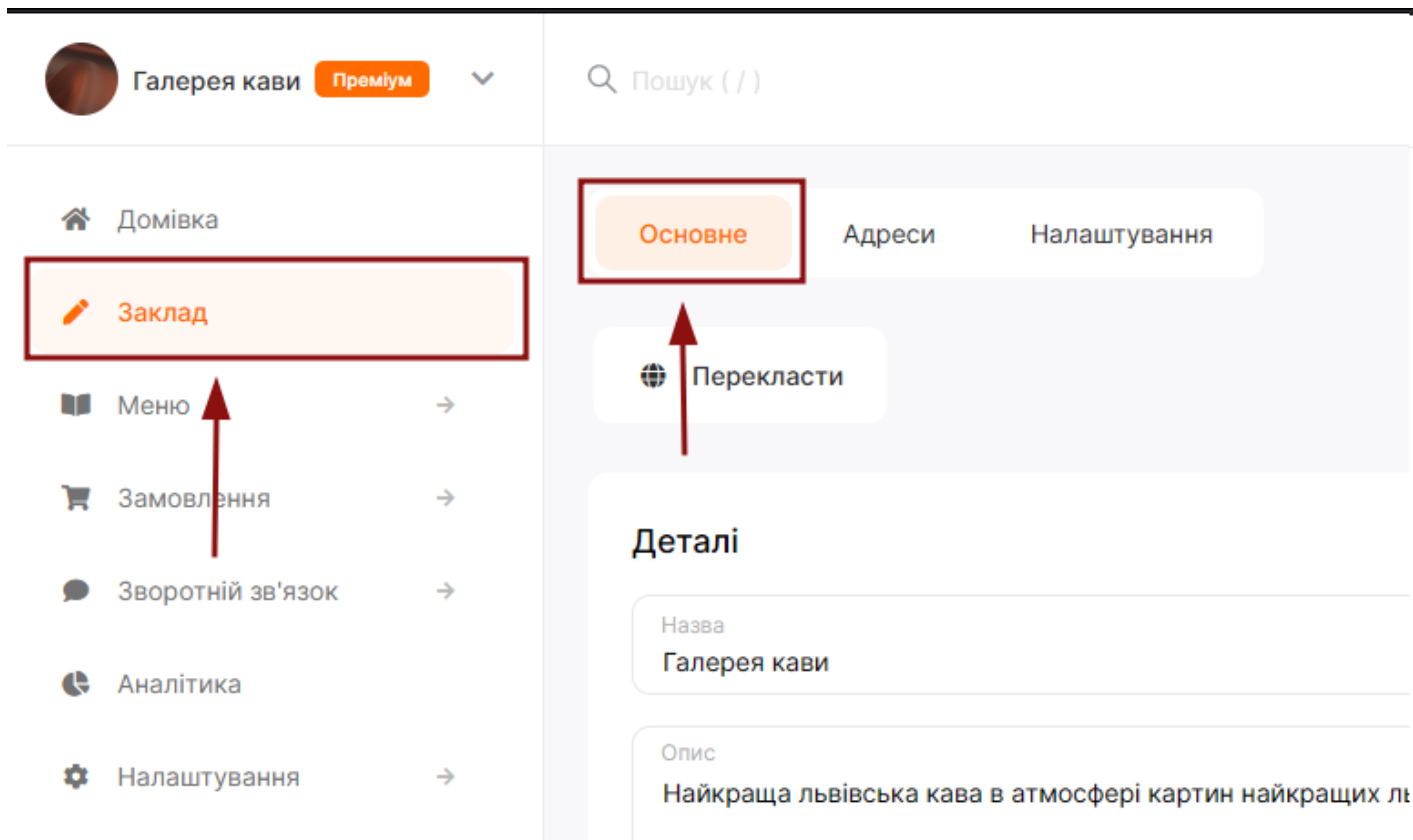 Галерея кави Преміум
Пошук ( / )
Домівка
Заклад
Меню
Замовлення
Зворотній зв'язок
Аналітика
Налаштування
Основне Адреси Налаштування
Перекласти
Деталі
Назва
Галерея кави
Опис
Найкраща львівська кава в атмосфері картин найкращих